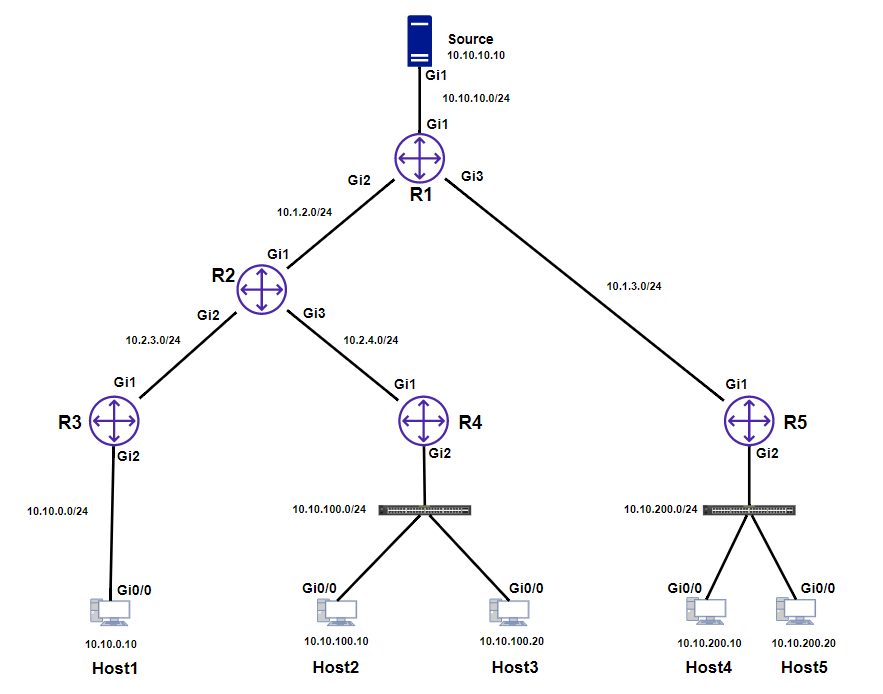 Source
10.10.10.10
Gi1
10.10.10.0/24
Gi1
Gi2
Gi3
R1
10.1.2.0/24
Gi1
R2
10.1.3.0/24
Gi2
Gi3
10.2.3.0/24
10.2.4.0/24
Gi1
Gi1
Gi1
R3
R4
R5
Gi2
Gi2
Gi2
10.10.0.0/24
10.10.100.0/24
10.10.200.0/24
Gi0/0
Gi0/0
Gi0/0
Gi0/0
Gi0/0
10.10.0.10
10.10.100.10
10.10.100.20
10.10.200.10
10.10.200.20
Host1
Host2
Host3
Host4
Host5